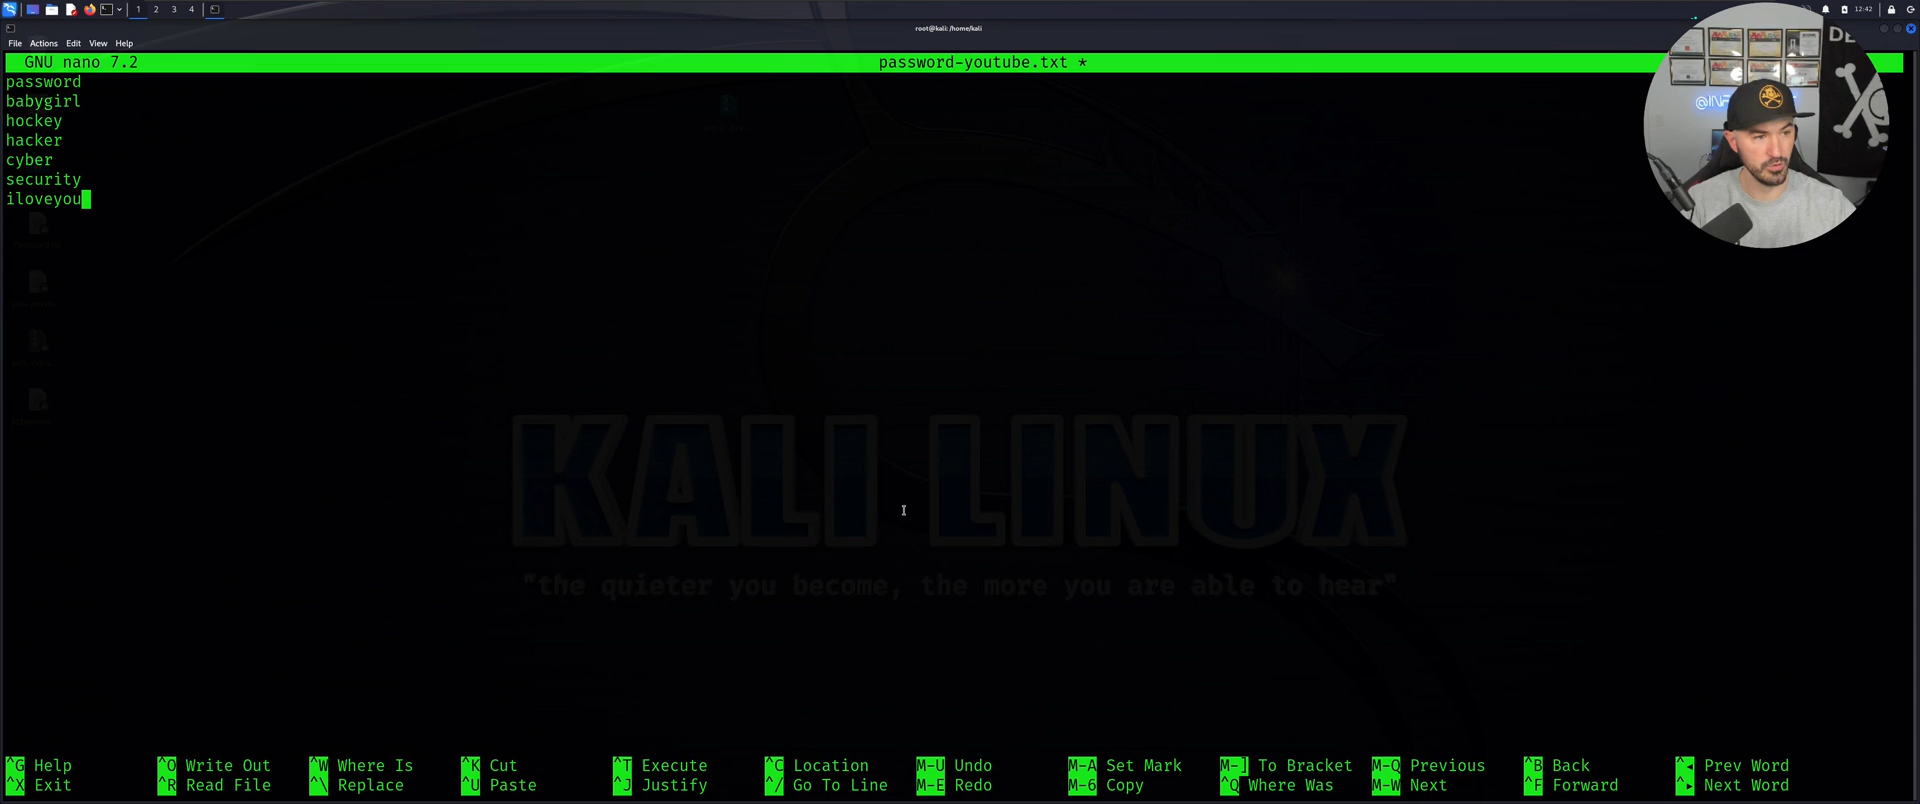 12:42
root@kali: /home/kali
File Actions Edit View Help
GNU nano 7.2 password-youtube.txt *
password
babygirl
hockey
hacker
cyber
security
iloveyou
KALI LINUX
"the quieter you become, the more you are able to hear"
^G Help ^O Write Out ^W Where Is ^K Cut ^T Execute ^C Location M-U Undo M-A Set Mark M-] To Bracket M-Q Previous ^B Back ^◂ Prev Word
^X Exit ^R Read File ^\ Replace ^U Paste ^J Justify ^/ Go To Line M-E Redo M-6 Copy ^Q Where Was M-W Next ^F Forward ^▸ Next Word